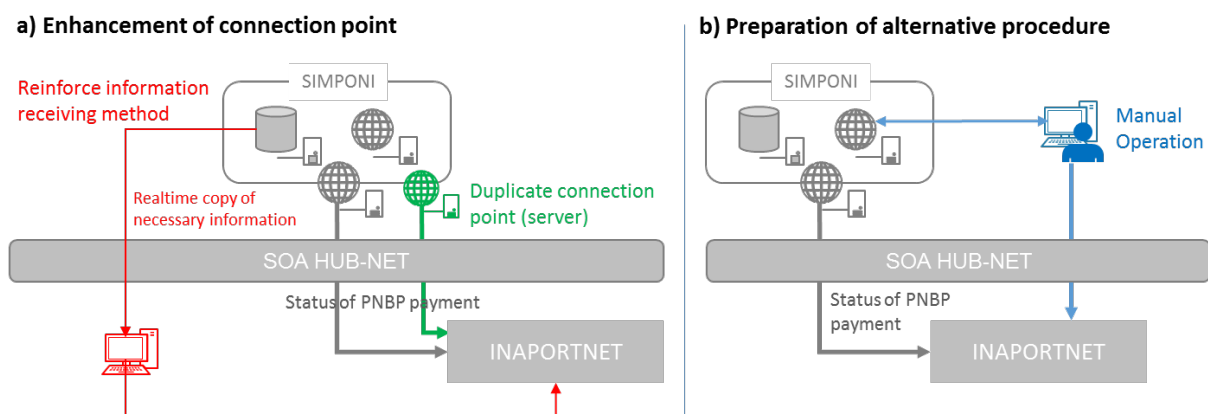 a) Enhancement of connection point
SIMPONI
Reinforce information
receiving method
Realtime copy of
necessary information
Duplicate connection
point (server)
SOA HUB-NET
Status of PNBP payment
INAPORTNET
b) Preparation of alternative procedure
SIMPONI
Manual
Operation
SOA HUB-NET
Status of PNBP
payment
INAPORTNET